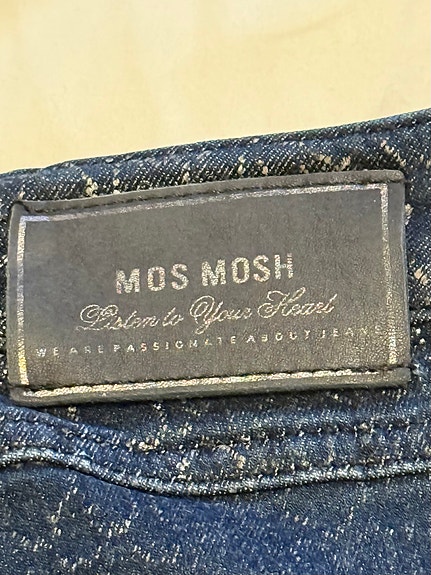 MOS MOSH
Listen to Your Heart
WE ARE PASSIONATE ABOUT JEANS